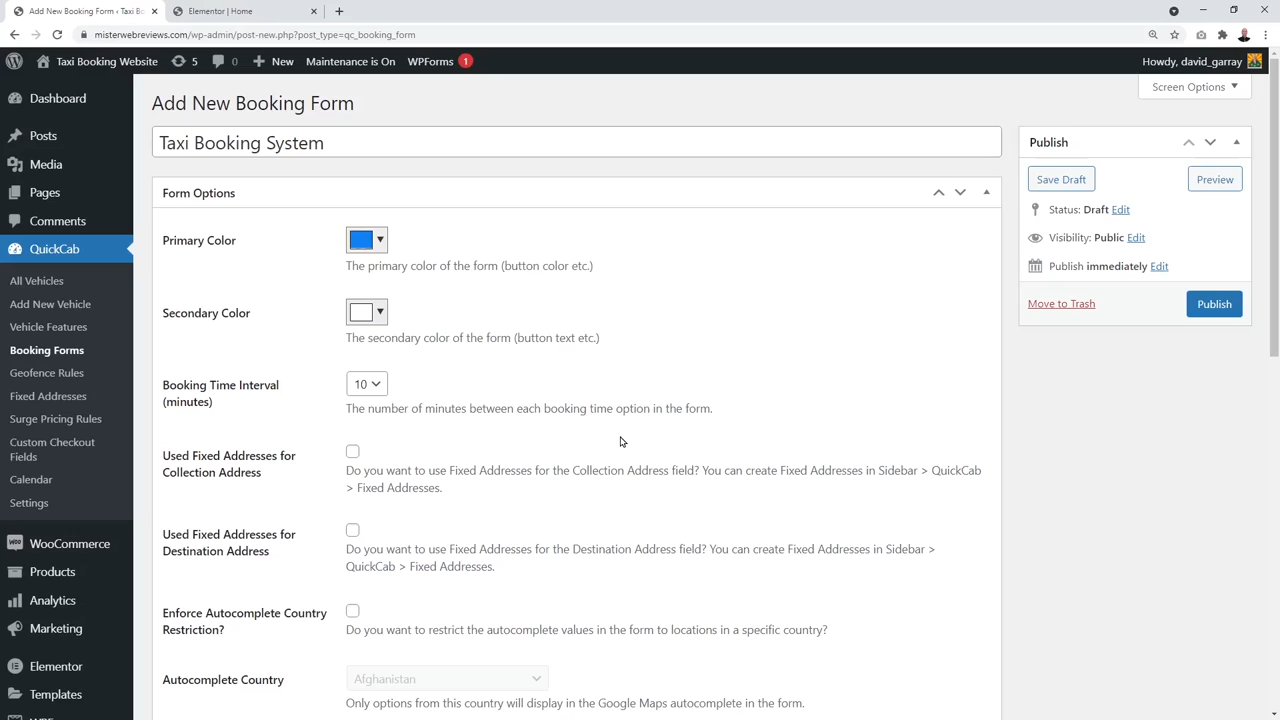 Add New Booking Form ‹ Taxi Bo
Elementor | Home
misterwebreviews.com/wp-admin/post-new.php?post_type=qc_booking_form
Taxi Booking Website
5
0
New
Maintenance is On
WPForms
1
Howdy, david_garray
Screen Options
Dashboard
Posts
Media
Pages
Comments
QuickCab
All Vehicles
Add New Vehicle
Vehicle Features
Booking Forms
Geofence Rules
Fixed Addresses
Surge Pricing Rules
Custom Checkout
Fields
Calendar
Settings
WooCommerce
Products
Analytics
Marketing
Elementor
Templates
Add New Booking Form
Taxi Booking System
Form Options
Primary Color
The primary color of the form (button color etc.)
Secondary Color
The secondary color of the form (button text etc.)
Booking Time Interval
(minutes)
10
The number of minutes between each booking time option in the form.
Used Fixed Addresses for
Collection Address
Do you want to use Fixed Addresses for the Collection Address field? You can create Fixed Addresses in Sidebar > QuickCab
> Fixed Addresses.
Used Fixed Addresses for
Destination Address
Do you want to use Fixed Addresses for the Destination Address field? You can create Fixed Addresses in Sidebar >
QuickCab > Fixed Addresses.
Enforce Autocomplete Country
Restriction?
Do you want to restrict the autocomplete values in the form to locations in a specific country?
Autocomplete Country
Afghanistan
Only options from this country will display in the Google Maps autocomplete in the form.
Publish
Save Draft
Preview
Status: Draft Edit
Visibility: Public Edit
Publish immediately Edit
Move to Trash
Publish